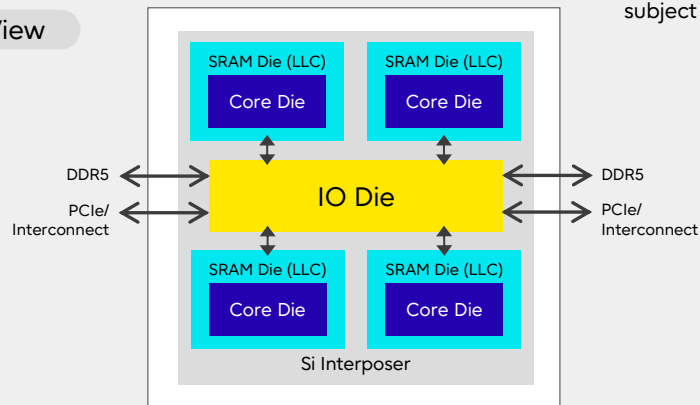 View
subject
SRAM Die (LLC)
SRAM Die (LLC)
Core Die
Core Die
DDR5
IO Die
DDR5
PCIe/
Interconnect
PCIe/
Interconnect
SRAM Die (LLC)
SRAM Die (LLC)
Core Die
Core Die
Si Interposer